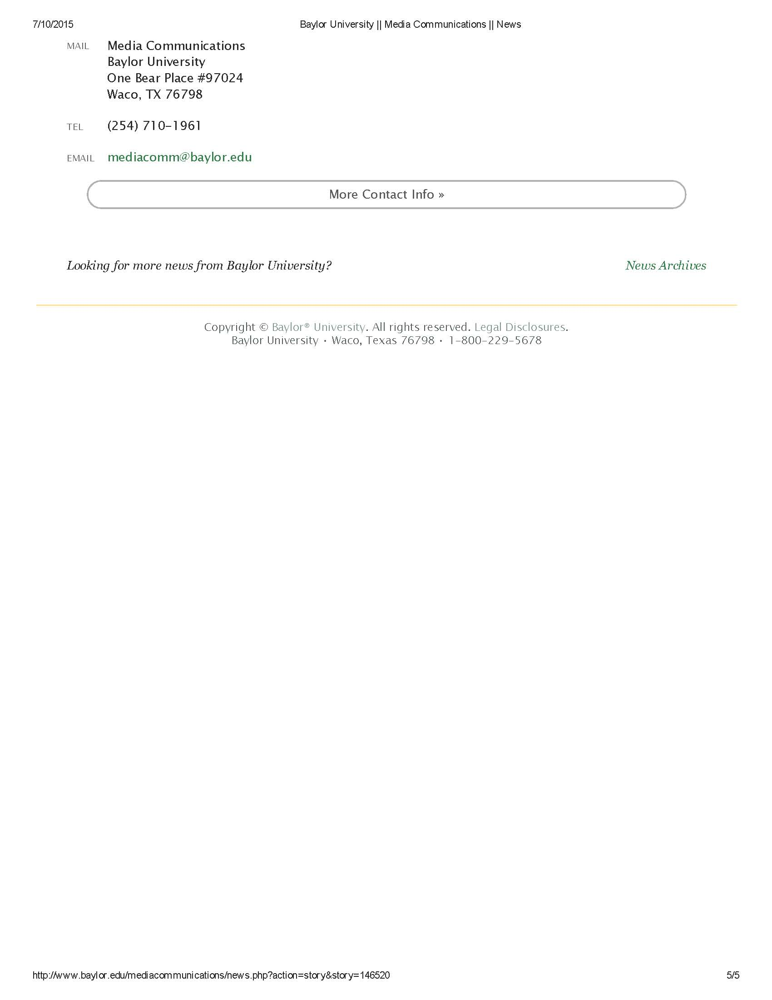 7/10/2015 Baylor University || Media Communications || News
MAIL Media Communications
Baylor University
One Bear Place #97024
Waco, TX 76798
TEL (254) 710-1961
EMAIL mediacomm@baylor.edu
More Contact Info »
Looking for more news from Baylor University? News Archives
Copyright © Baylor® University. All rights reserved. Legal Disclosures.
Baylor University • Waco, Texas 76798 • 1-800-229-5678
http://www.baylor.edu/mediacommunications/news.php?action=story&story=146520 5/5